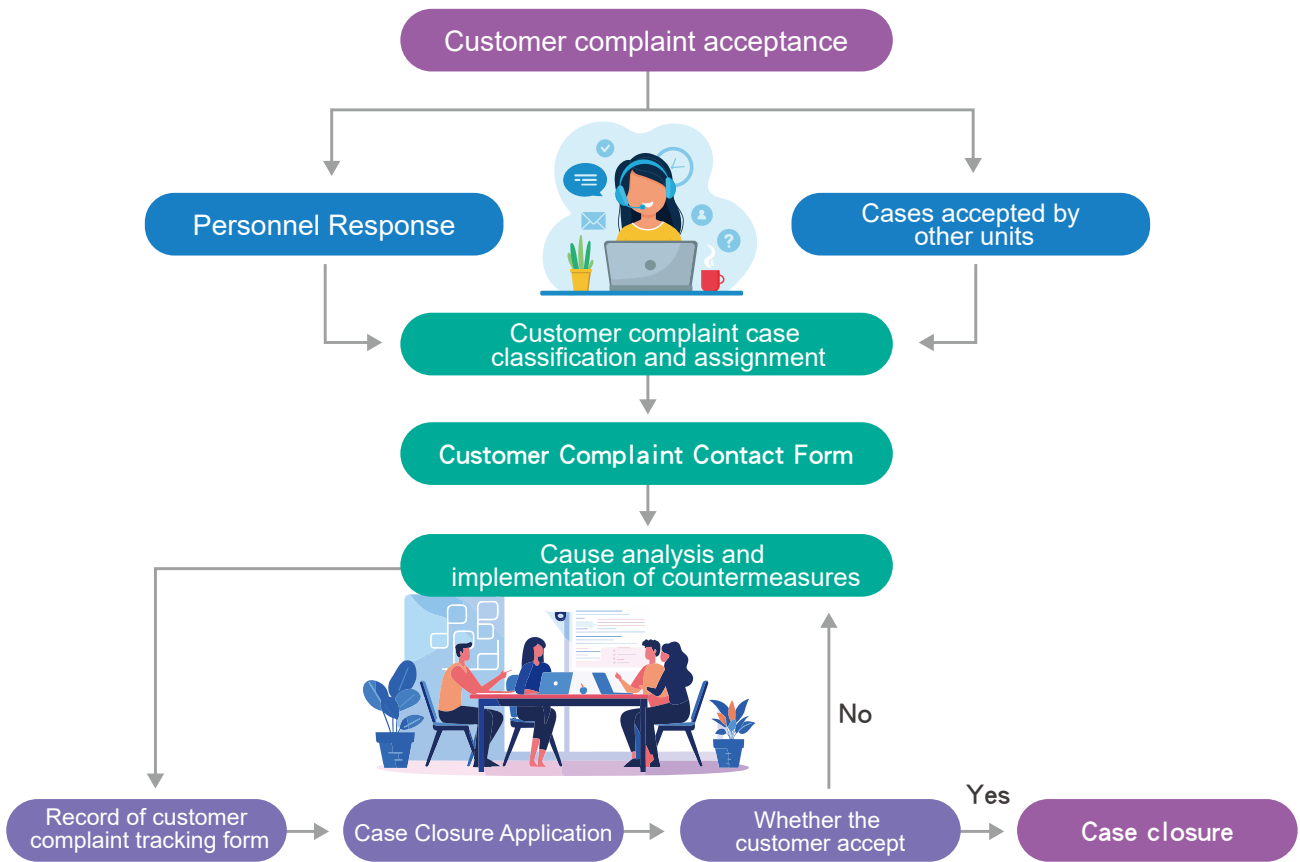 Customer complaint acceptance
Personnel Response
Cases accepted by
other units
?
Customer complaint case
classification and assignment
Customer Complaint Contact Form
Cause analysis and
implementation of countermeasures
No
Record of customer
complaint tracking form
Case Closure Application
Whether the
customer accept
Yes
Case closure